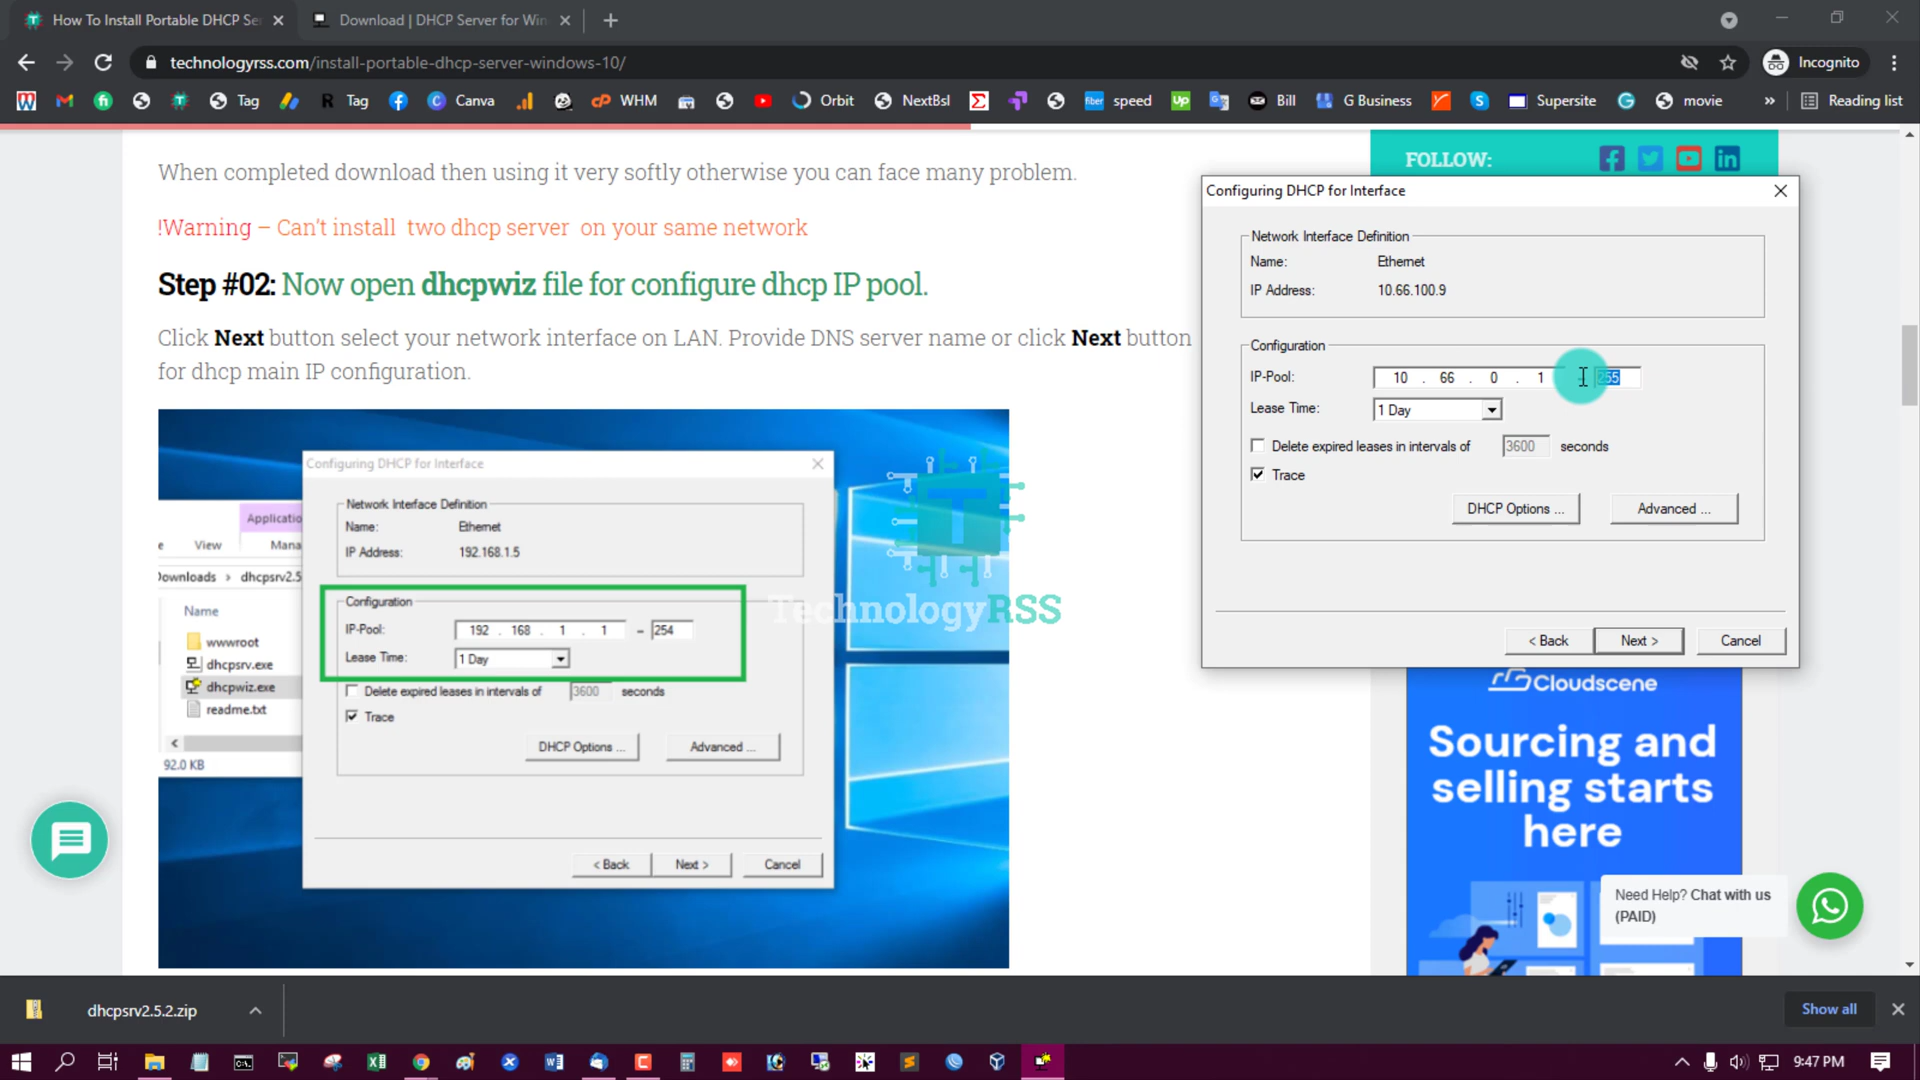 How To Install Portable DHCP Se
Download | DHCP Server for Win
technologyrss.com/install-portable-dhcp-server-windows-10/
Incognito
Tag
Tag
Canva
WHM
Orbit
NextBsl
fiber
speed
Up
Bill
G Business
Supersite
movie
»
Reading list
When completed download then using it very softly otherwise you can face many problem.
!Warning – Can't install two dhcp server on your same network
Step #02: Now open dhcpwiz file for configure dhcp IP pool.
Click Next button select your network interface on LAN. Provide DNS server name or click Next button
for dhcp main IP configuration.
Applicatio
e View Mana
Downloads > dhcpsrv2.5
Name
wwwroot
dhcpsrv.exe
dhcpwiz.exe
readme.txt
92.0 KB
Configuring DHCP for Interface
Network Interface Definition
Name: Ethernet
IP Address: 192.168.1.5
Configuration
IP-Pool: 192 . 168 . 1 . 1 – 254
Lease Time: 1 Day
Delete expired leases in intervals of 3600 seconds
Trace
DHCP Options ...
Advanced ...
< Back
Next >
Cancel
TechnologyRSS
FOLLOW:
Configuring DHCP for Interface
Network Interface Definition
Name: Ethernet
IP Address: 10.66.100.9
Configuration
IP-Pool: 10 . 66 . 0 . 1 255
Lease Time: 1 Day
Delete expired leases in intervals of 3600 seconds
Trace
DHCP Options ...
Advanced ...
< Back
Next >
Cancel
Cloudscene
Sourcing and
selling starts
here
Need Help? Chat with us
(PAID)
dhcpsrv2.5.2.zip
Show all
9:47 PM